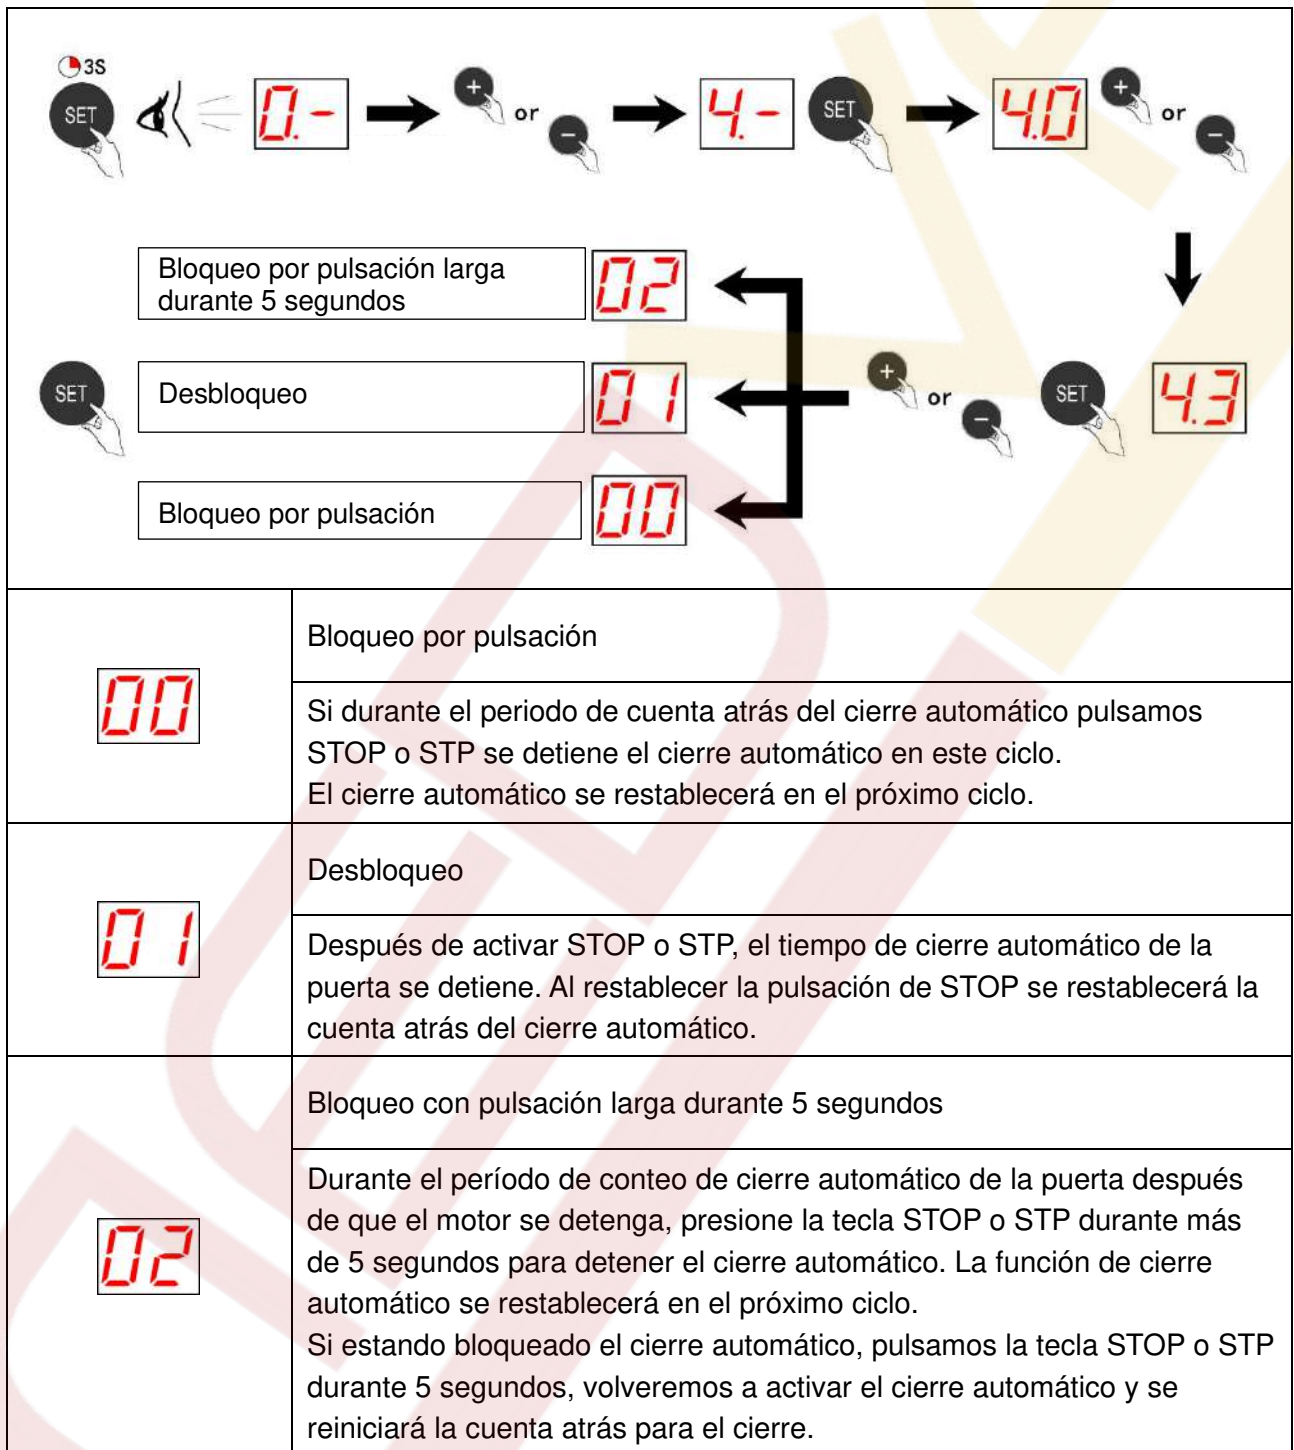 3S
SET 0.- + or - 4.- SET 4.0 + or -
Bloqueo por pulsación larga
durante 5 segundos
02
SET
Desbloqueo
01
+ or - SET 4.3
Bloqueo por pulsación
00
00
Bloqueo por pulsación
Si durante el periodo de cuenta atrás del cierre automático pulsamos
STOP o STP se detiene el cierre automático en este ciclo.
El cierre automático se restablecerá en el próximo ciclo.
01
Desbloqueo
Después de activar STOP o STP, el tiempo de cierre automático de la
puerta se detiene. Al restablecer la pulsación de STOP se restablecerá la
cuenta atrás del cierre automático.
02
Bloqueo con pulsación larga durante 5 segundos
Durante el período de conteo de cierre automático de la puerta después
de que el motor se detenga, presione la tecla STOP o STP durante más
de 5 segundos para detener el cierre automático. La función de cierre
automático se restablecerá en el próximo ciclo.
Si estando bloqueado el cierre automático, pulsamos la tecla STOP o STP
durante 5 segundos, volveremos a activar el cierre automático y se
reiniciará la cuenta atrás para el cierre.